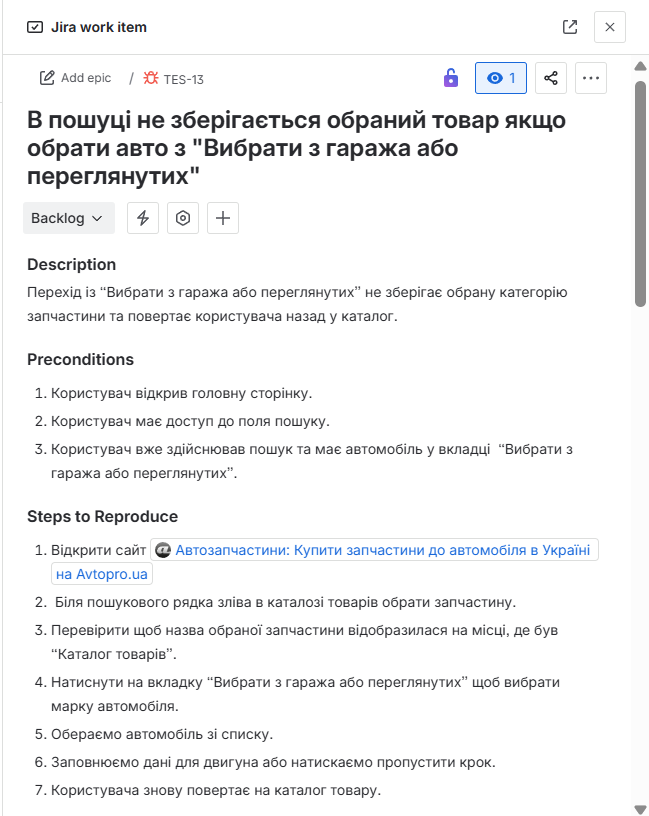 Jira work item
Add epic / TES-13
1
В пошуці не зберігається обраний товар якщо
обрати авто з "Вибрати з гаража або
переглянутих"
Backlog
Description
Перехід із “Вибрати з гаража або переглянутих” не зберігає обрану категорію
запчастини та повертає користувача назад у каталог.
Preconditions
1. Користувач відкрив головну сторінку.
2. Користувач має доступ до поля пошуку.
3. Користувач вже здійснював пошук та має автомобіль у вкладці “Вибрати з
гаража або переглянутих”.
Steps to Reproduce
1. Відкрити сайт Автозапчастини: Купити запчастини до автомобіля в Україні
на Avtopro.ua
2. Біля пошукового рядка зліва в каталозі товарів обрати запчастину.
3. Перевірити щоб назва обраної запчастини відобразилася на місці, де був
“Каталог товарів”.
4. Натиснути на вкладку “Вибрати з гаража або переглянутих” щоб вибрати
марку автомобіля.
5. Обераємо автомобіль зі списку.
6. Заповнюємо дані для двигуна або натискаємо пропустити крок.
7. Користувача знову повертає на каталог товару.